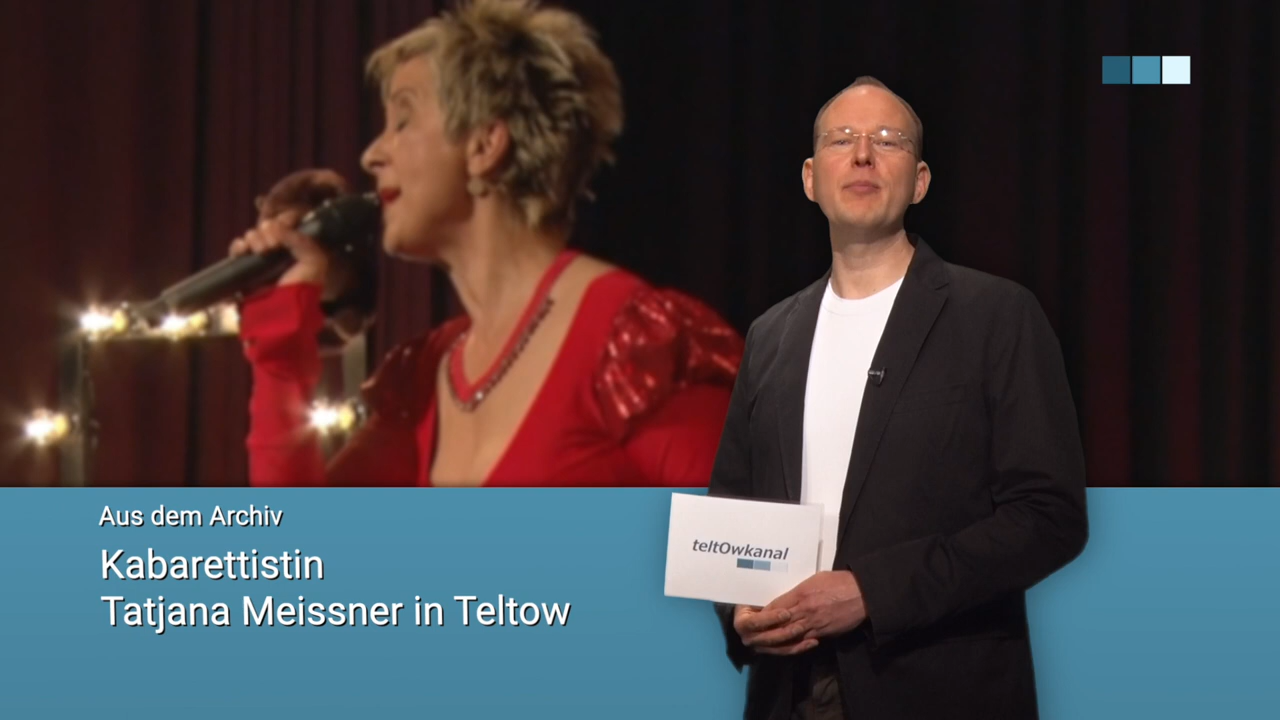 Aus dem Archiv
Kabarettistin
Tatjana Meissner in Teltow
teltOwkanal